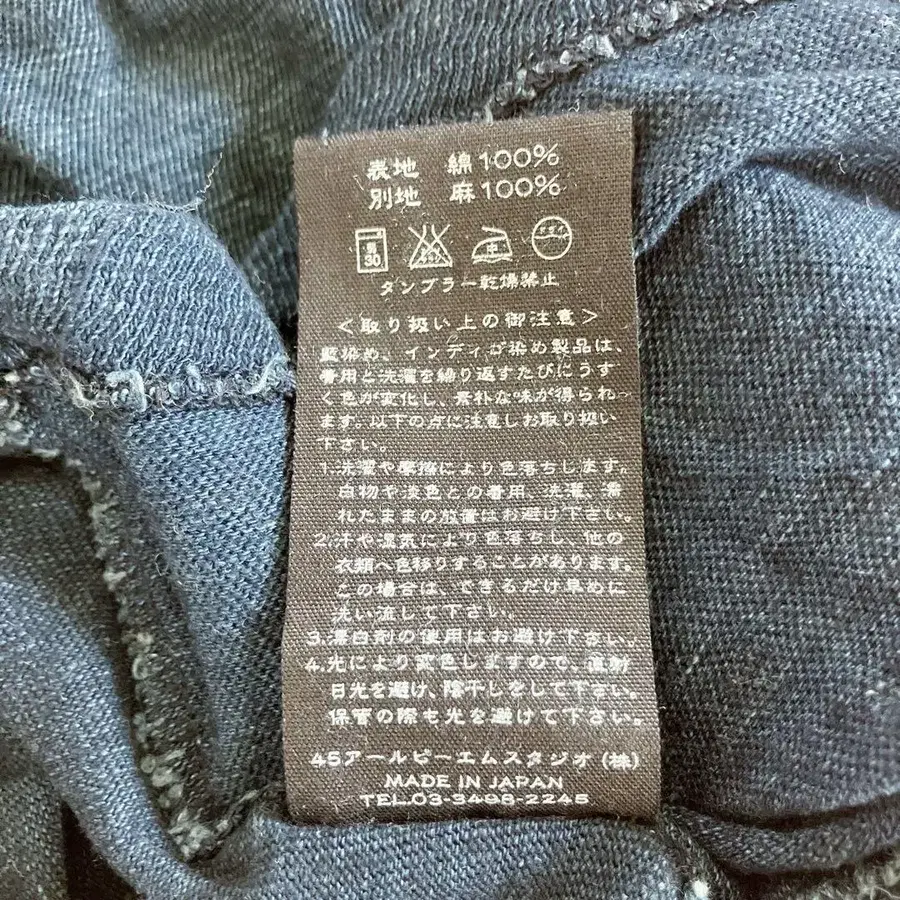 表地 綿100%
別地 麻100%
30
中
タンブラー乾燥禁止
<取り扱い上の御注意>
藍染め、インディゴ染め製品は、
着用と洗濯を繰り返すたびにうす
く色が変化し、素朴な味が得られ
ます。以下の点に注意しお取り扱い
下さい。
1.洗濯や摩擦により色落ちします。
白物や淡色との着用、洗濯、濡
れたままの放置はお避け下さい。
2.汗や湿気により色落ちし、他の
衣類へ色移りすることがあります。
この場合は、できるだけ早めに
洗い流して下さい。
3.漂白剤の使用はお避け下さい。
4.光により変色しますので、直射
日光を避け、陰干しをして下さい。
保管の際も光を避けて下さい。
45アールピーエムスタジオ(株)
MADE IN JAPAN
TEL.03-3498-2245